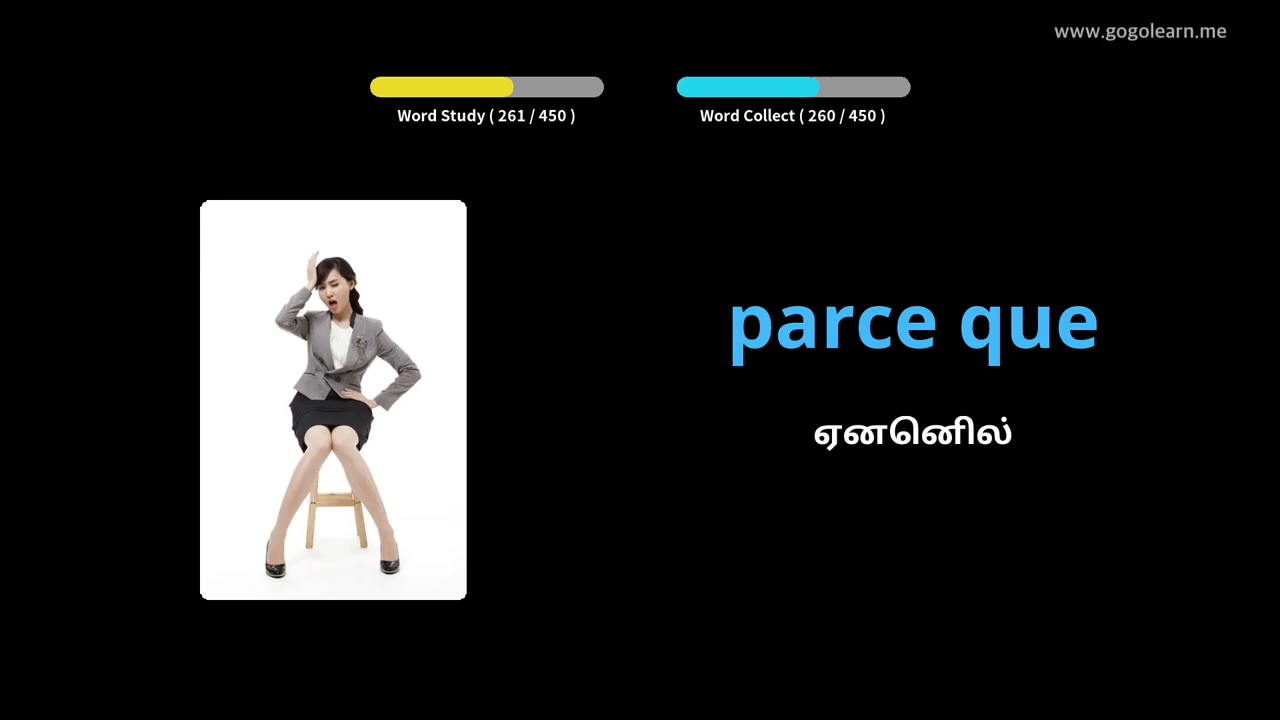 www.gogolearn.me
Word Study ( 261 / 450 )
Word Collect ( 260 / 450 )
parce que
ஏனெனில்